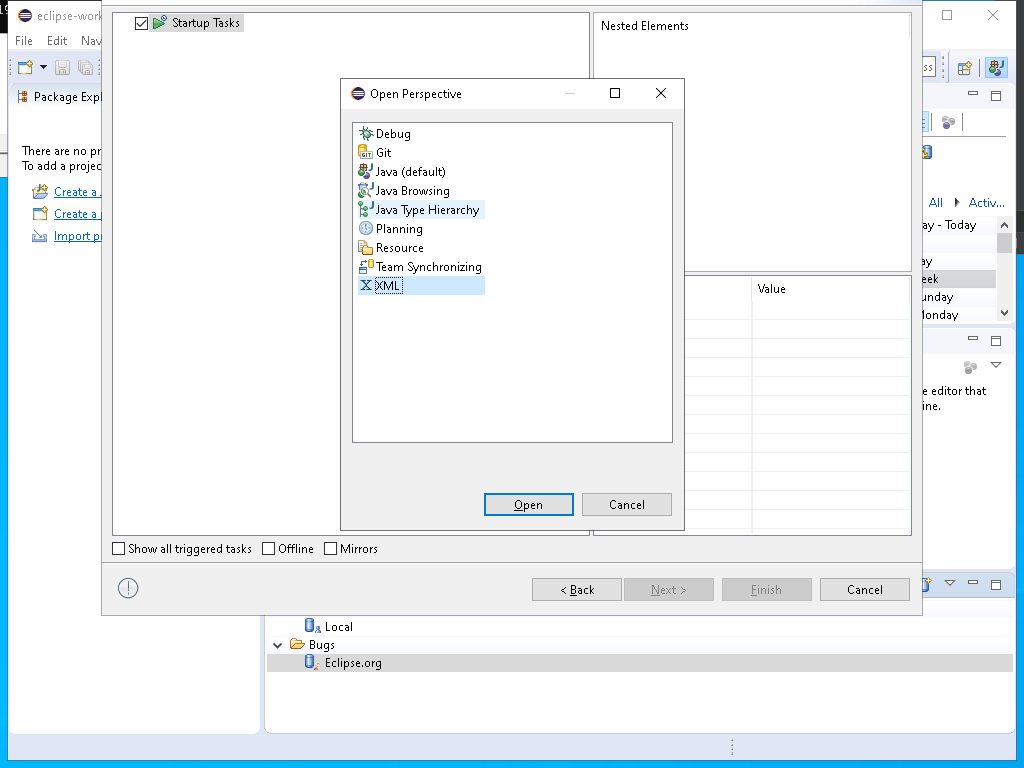 eclipse-work
File Edit Nav
Package Expl
There are no pr
To add a projec
Create a
Create a
Import pr
Startup Tasks
Nested Elements
Open Perspective
Debug
Git
Java (default)
Java Browsing
Java Type Hierarchy
Planning
Resource
Team Synchronizing
XML
Open
Cancel
Value
ss
All
Activ...
ay - Today
ay
eek
unday
Monday
e editor that
ine.
Show all triggered tasks
Offline
Mirrors
< Back
Next >
Finish
Cancel
Local
Bugs
Eclipse.org